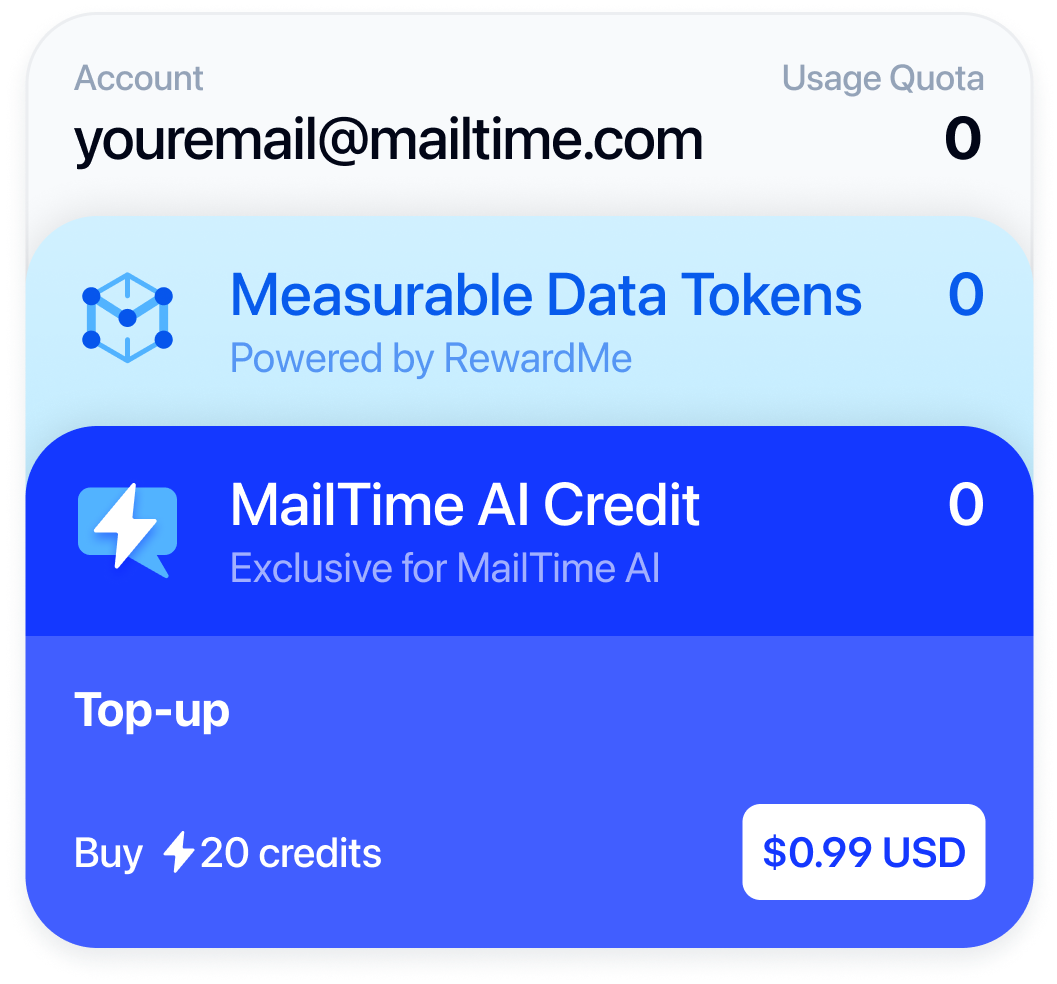 Account
Usage Quota
youremail@mailtime.com
0
Measurable Data Tokens
0
Powered by RewardMe
MailTime AI Credit
0
Exclusive for MailTime AI
Top-up
Buy 20 credits
$0.99 USD